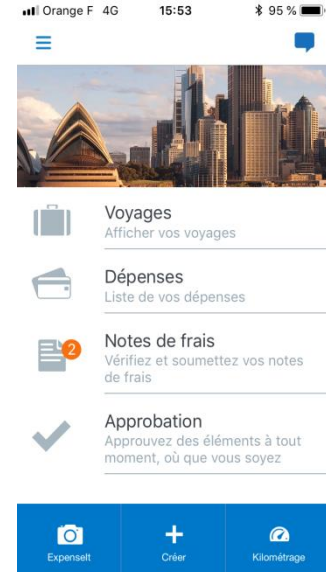 Orange F 4G 15:53 95 %
Voyages
Afficher vos voyages
Dépenses
Liste de vos dépenses
2
Notes de frais
Vérifiez et soumettez vos notes
de frais
Approbation
Approuvez des éléments à tout
moment, où que vous soyez
ExpenseIt Créer Kilométrage